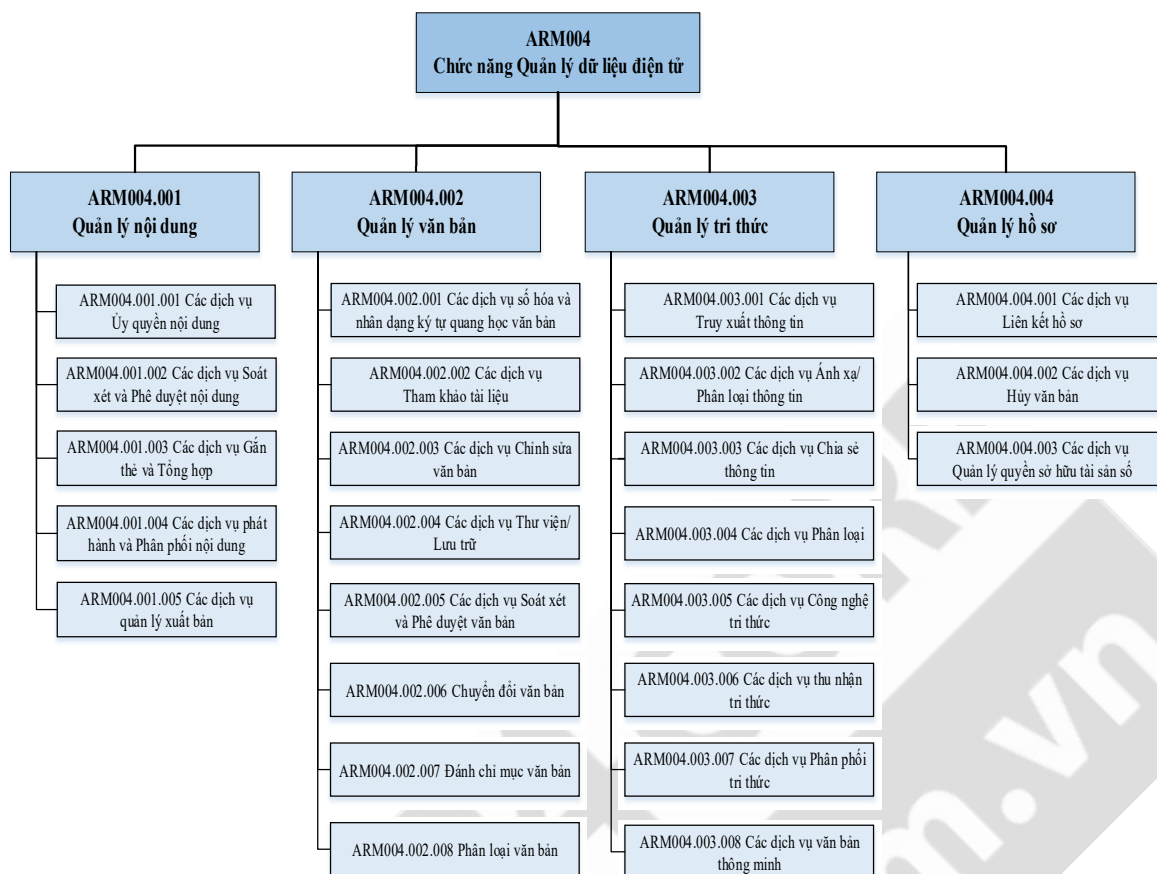 ARM004
Chức năng Quản lý dữ liệu điện tử
ARM004.001
Quản lý nội dung
ARM004.001.001 Các dịch vụ
Ủy quyền nội dung
ARM004.001.002 Các dịch vụ Soát
xét và Phê duyệt nội dung
ARM004.001.003 Các dịch vụ Gắn
thẻ và Tổng hợp
ARM004.001.004 Các dịch vụ phát
hành và Phân phối nội dung
ARM004.001.005 Các dịch vụ
quản lý xuất bản
ARM004.002
Quản lý văn bản
ARM004.002.001 Các dịch vụ số hóa và
nhân dạng ký tự quang học văn bản
ARM004.002.002 Các dịch vụ
Tham khảo tài liệu
ARM004.002.003 Các dịch vụ Chỉnh sửa
văn bản
ARM004.002.004 Các dịch vụ Thư viện/
Lưu trữ
ARM004.002.005 Các dịch vụ Soát xét
và Phê duyệt văn bản
ARM004.002.006 Chuyển đổi văn bản
ARM004.002.007 Đánh chỉ mục văn bản
ARM004.002.008 Phân loại văn bản
ARM004.003
Quản lý tri thức
ARM004.003.001 Các dịch vụ
Truy xuất thông tin
ARM004.003.002 Các dịch vụ Ánh xạ/
Phân loại thông tin
ARM004.003.003 Các dịch vụ Chia sẻ
thông tin
ARM004.003.004 Các dịch vụ Phân loại
ARM004.003.005 Các dịch vụ Công nghệ
tri thức
ARM004.003.006 Các dịch vụ thu nhận
tri thức
ARM004.003.007 Các dịch vụ Phân phối
tri thức
ARM004.003.008 Các dịch vụ văn bản
thông minh
ARM004.004
Quản lý hồ sơ
ARM004.004.001 Các dịch vụ
Liên kết hồ sơ
ARM004.004.002 Các dịch vụ
Hủy văn bản
ARM004.004.003 Các dịch vụ
Quản lý quyền sở hữu tài sản số
m.vn